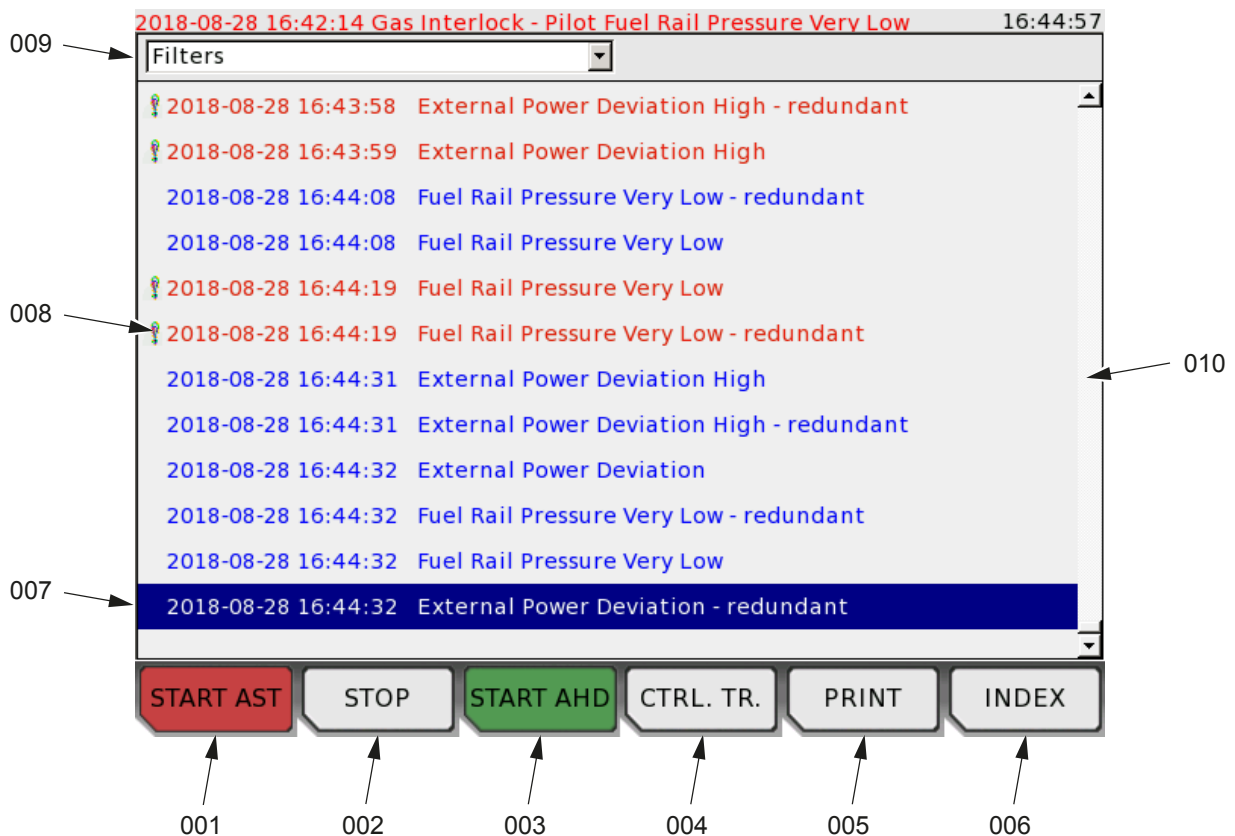 2018-08-28 16:42:14 Gas Interlock - Pilot Fuel Rail Pressure Very Low 16:44:57
009
Filters
2018-08-28 16:43:58 External Power Deviation High - redundant
2018-08-28 16:43:59 External Power Deviation High
2018-08-28 16:44:08 Fuel Rail Pressure Very Low - redundant
2018-08-28 16:44:08 Fuel Rail Pressure Very Low
2018-08-28 16:44:19 Fuel Rail Pressure Very Low
008
2018-08-28 16:44:19 Fuel Rail Pressure Very Low - redundant
010
2018-08-28 16:44:31 External Power Deviation High
2018-08-28 16:44:31 External Power Deviation High - redundant
2018-08-28 16:44:32 External Power Deviation
2018-08-28 16:44:32 Fuel Rail Pressure Very Low - redundant
2018-08-28 16:44:32 Fuel Rail Pressure Very Low
007
2018-08-28 16:44:32 External Power Deviation - redundant
START AST STOP START AHD CTRL. TR. PRINT INDEX
001 002 003 004 005 006